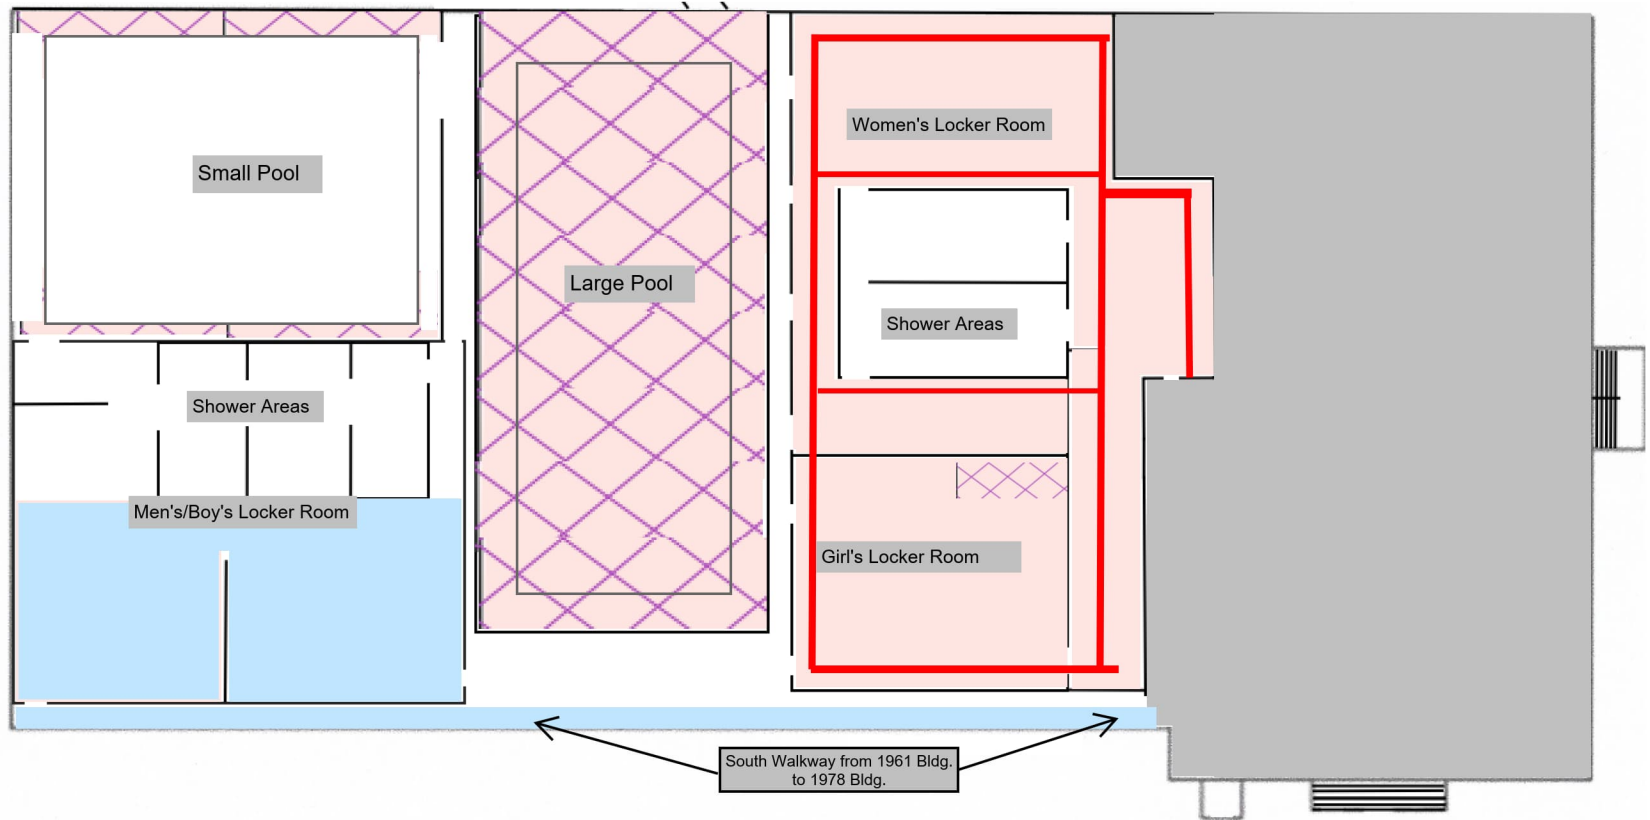 Women's Locker Room
Small Pool
Large Pool
Shower Areas
Shower Areas
Men's/Boy's Locker Room
Girl's Locker Room
South Walkway from 1961 Bldg.
to 1978 Bldg.